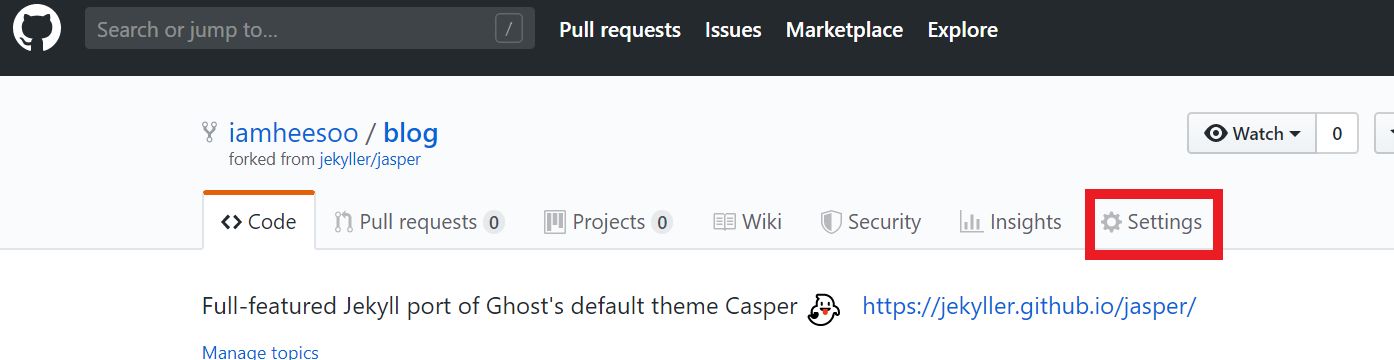 Search or jump to... / Pull requests Issues Marketplace Explore
iamheesoo / blog Watch 0
forked from jekyller/jasper
Code Pull requests 0 Projects 0 Wiki Security Insights Settings
Full-featured Jekyll port of Ghost's default theme Casper https://jekyller.github.io/jasper/
Manage topics